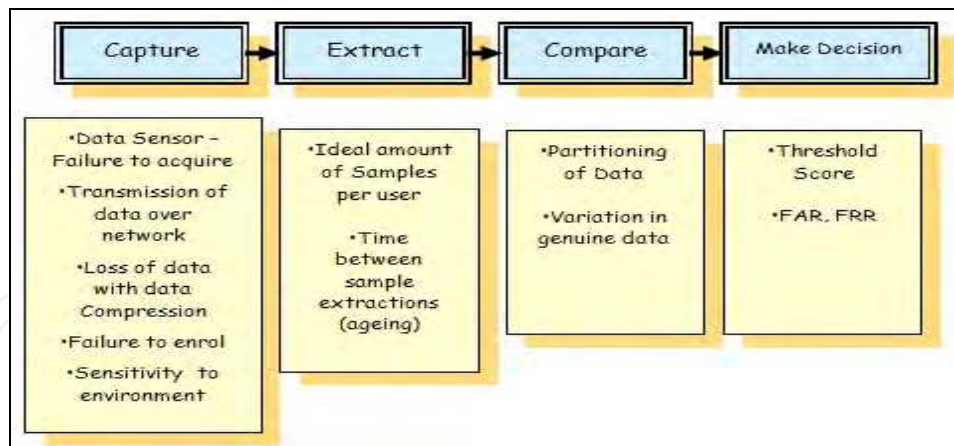 Capture
Extract
Compare
Make Decision
•Data Sensor –
Failure to acquire
•Transmission of
data over
network
•Loss of data
with data
Compression
•Failure to enrol
•Sensitivity to
environment
•Ideal amount
of Samples
per user
•Time
between
sample
extractions
(ageing)
•Partitioning
of Data
•Variation in
genuine data
•Threshold
Score
•FAR, FRR